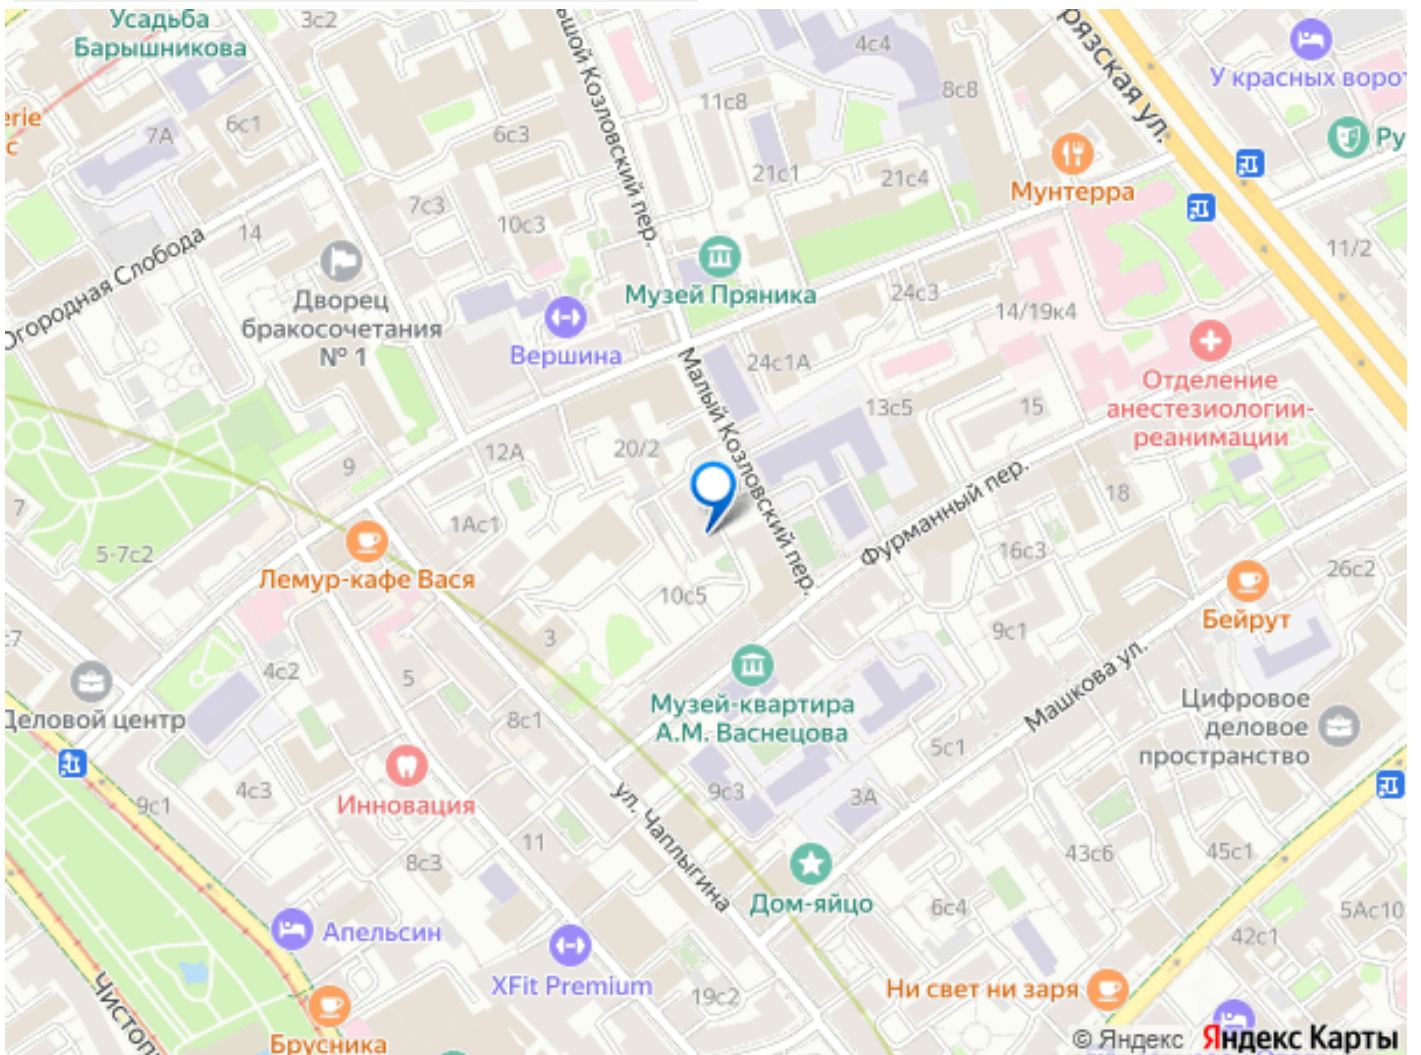 Усадьба
Барышникова
3с2
4с4
8с8
У красных ворот
erie
с
7А
6с1
6с3
11с8
Мунтерра
21с1
21с4
7с3
10с3
14
11/2
Огородная Слобода
Дворец
бракосочетания
№ 1
Музей Пряника
24с3
14/19к4
Вершина
24с1А
Отделение
анестезиологии-
реанимации
Малый Козловский пер.
13с5
15
9
12А
20/2
7
5-7с2
1Ас1
18
Фурманный пер.
16с3
26с2
Лемур-кафе Вася
10с5
Бейрут
9с1
3
4с2
5
Музей-квартира
А.М. Васнецова
Машкова ул.
Цифровое
деловое
пространство
Деловой центр
8с1
5с1
9с1
4с3
Инновация
9с3
3А
ул. Чаплыгина
11
8с3
43с6
45с1
Дом-яйцо
6с4
5Ас10
42с1
Апельсин
XFit Premium
19с2
Ни свет ни заря
Брусника
© Яндекс Яндекс Карты